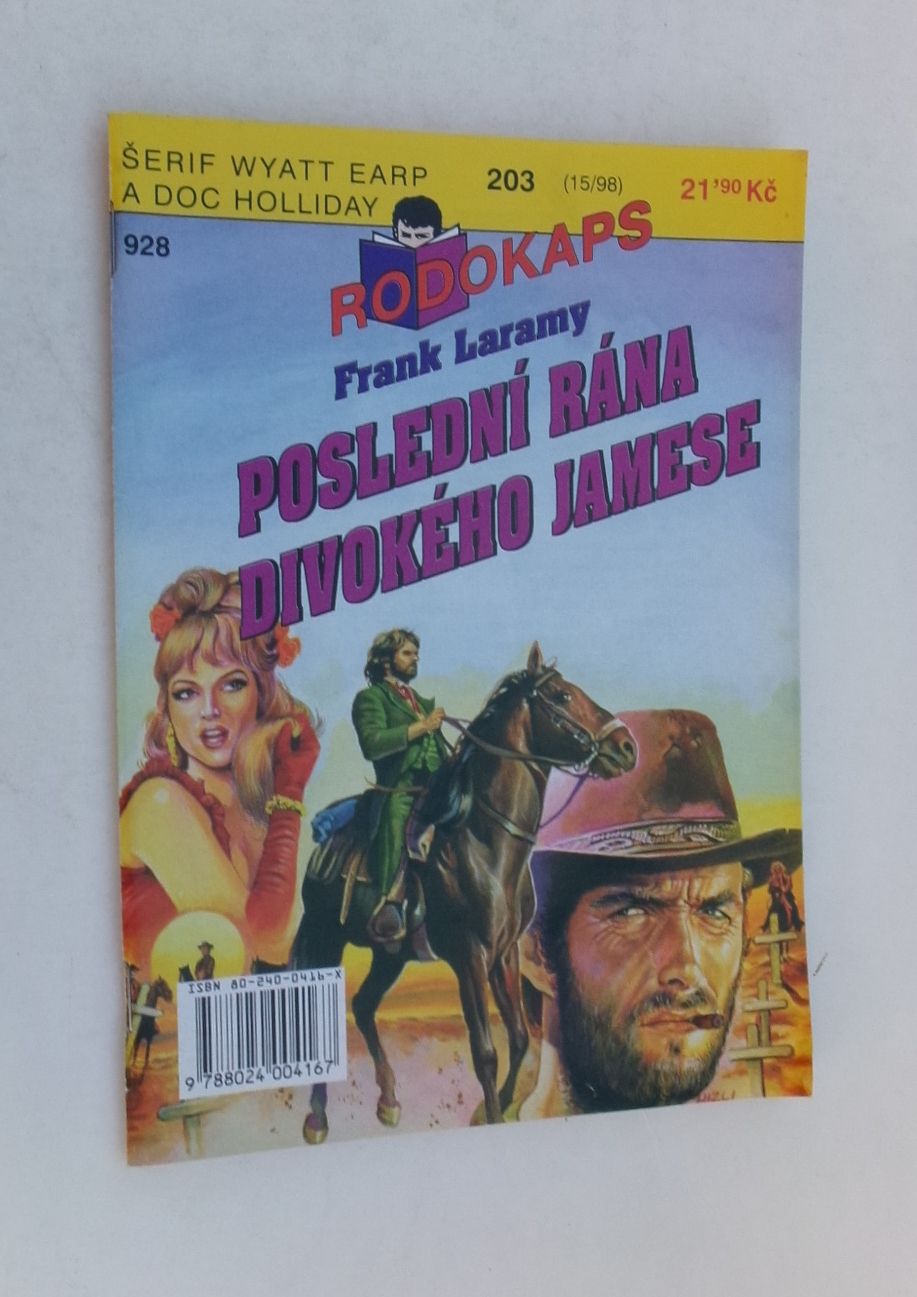 ŠERIF WYATT EARP
A DOC HOLLIDAY
203 (15/98)
21'90 Kč
928
RODOKAPS
Frank Laramy
POSLEDNÍ RÁNA
DIVOKÉHO JAMESE
ISBN 80-240-0416-X
9 788024 004167